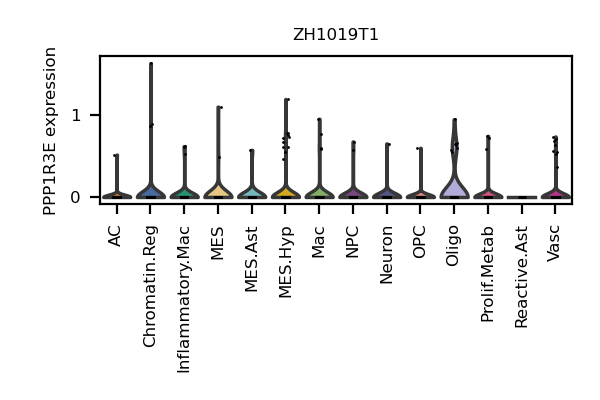 ZH1019T1
PPP1R3E expression
1
0
AC
Chromatin.Reg
Inflammatory.Mac
MES
MES.Ast
MES.Hyp
Mac
NPC
Neuron
OPC
Oligo
Prolif.Metab
Reactive.Ast
Vasc